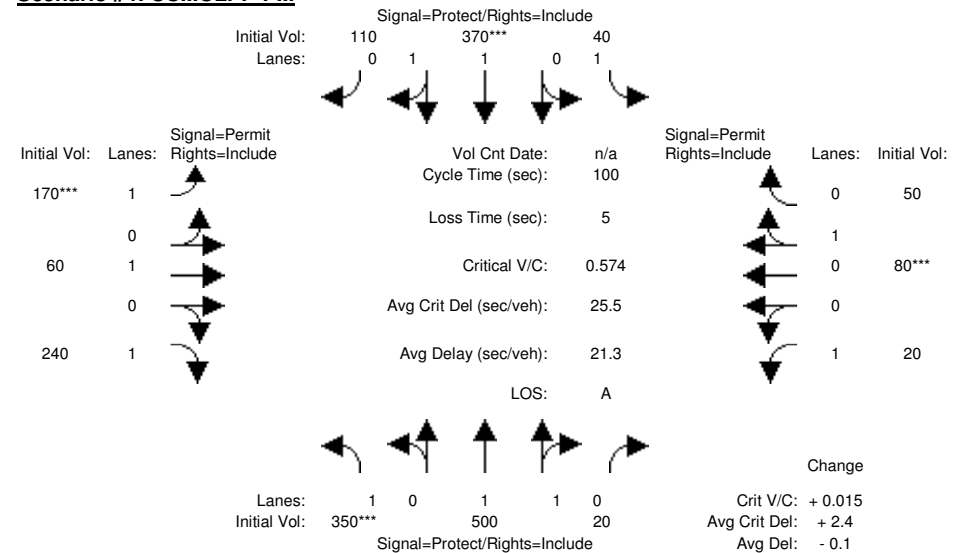 Signal=Protect/Rights=Include
Initial Vol: 110 370*** 40
Lanes: 0 1 1 0 1
Signal=Permit Signal=Permit
Initial Vol: Lanes: Rights=Include Vol Cnt Date: n/a Rights=Include Lanes: Initial Vol:
Cycle Time (sec): 100
170*** 1 0 50
Loss Time (sec): 5
0 1
60 1 Critical V/C: 0.574 0 80***
0 Avg Crit Del (sec/veh): 25.5 0
240 1 Avg Delay (sec/veh): 21.3 1 20
LOS: A
Change
Lanes: 1 0 1 1 0 Crit V/C: + 0.015
Initial Vol: 350*** 500 20 Avg Crit Del: + 2.4
Signal=Protect/Rights=Include Avg Del: - 0.1